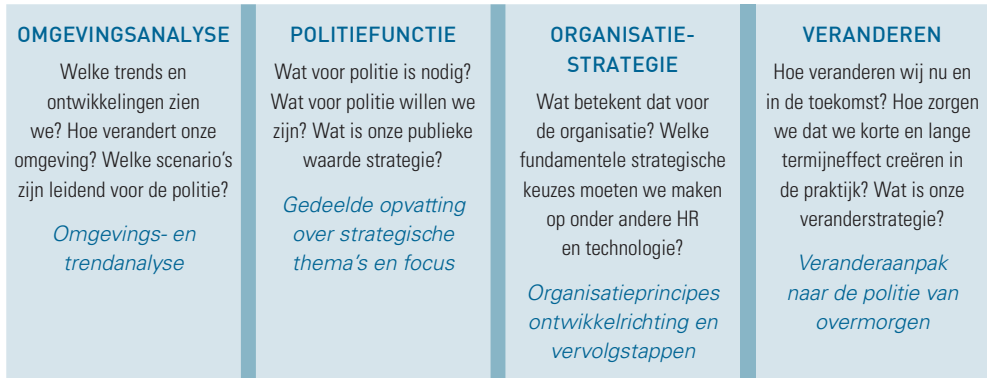 OMGEVINGSANALYSE
Welke trends en
ontwikkelingen zien
we? Hoe verandert onze
omgeving? Welke scenario's
zijn leidend voor de politie?
Omgevings- en
trendanalyse
POLITIEFUNCTIE
Wat voor politie is nodig?
Wat voor politie willen we
zijn? Wat is onze publieke
waarde strategie?
Gedeelde opvatting
over strategische
thema's en focus
ORGANISATIE-
STRATEGIE
Wat betekent dat voor
de organisatie? Welke
fundamentele strategische
keuzes moeten we maken
op onder andere HR
en technologie?
Organisatieprincipes
ontwikkelrichting en
vervolgstappen
VERANDEREN
Hoe veranderen wij nu en
in de toekomst? Hoe zorgen
we dat we korte en lange
termijneffect creëren in
de praktijk? Wat is onze
veranderstrategie?
Veranderaanpak
naar de politie van
overmorgen